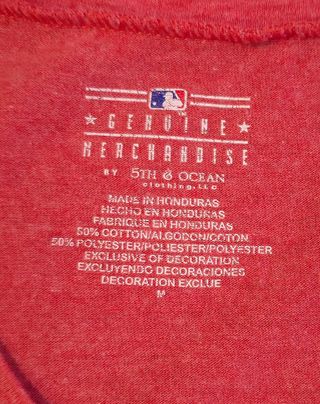 GENUINE
MERCHANDISE
BY 5TH & OCEAN
clothing, LLC
MADE IN HONDURAS
HECHO EN HONDURAS
FABRIQUE EN HONDURAS
50% COTTON/ALGODON/COTON
50% POLYESTER/POLIESTER/POLYESTER
EXCLUSIVE OF DECORATION
EXCLUYENDO DECORACIONES
DECORATION EXCLUE
M